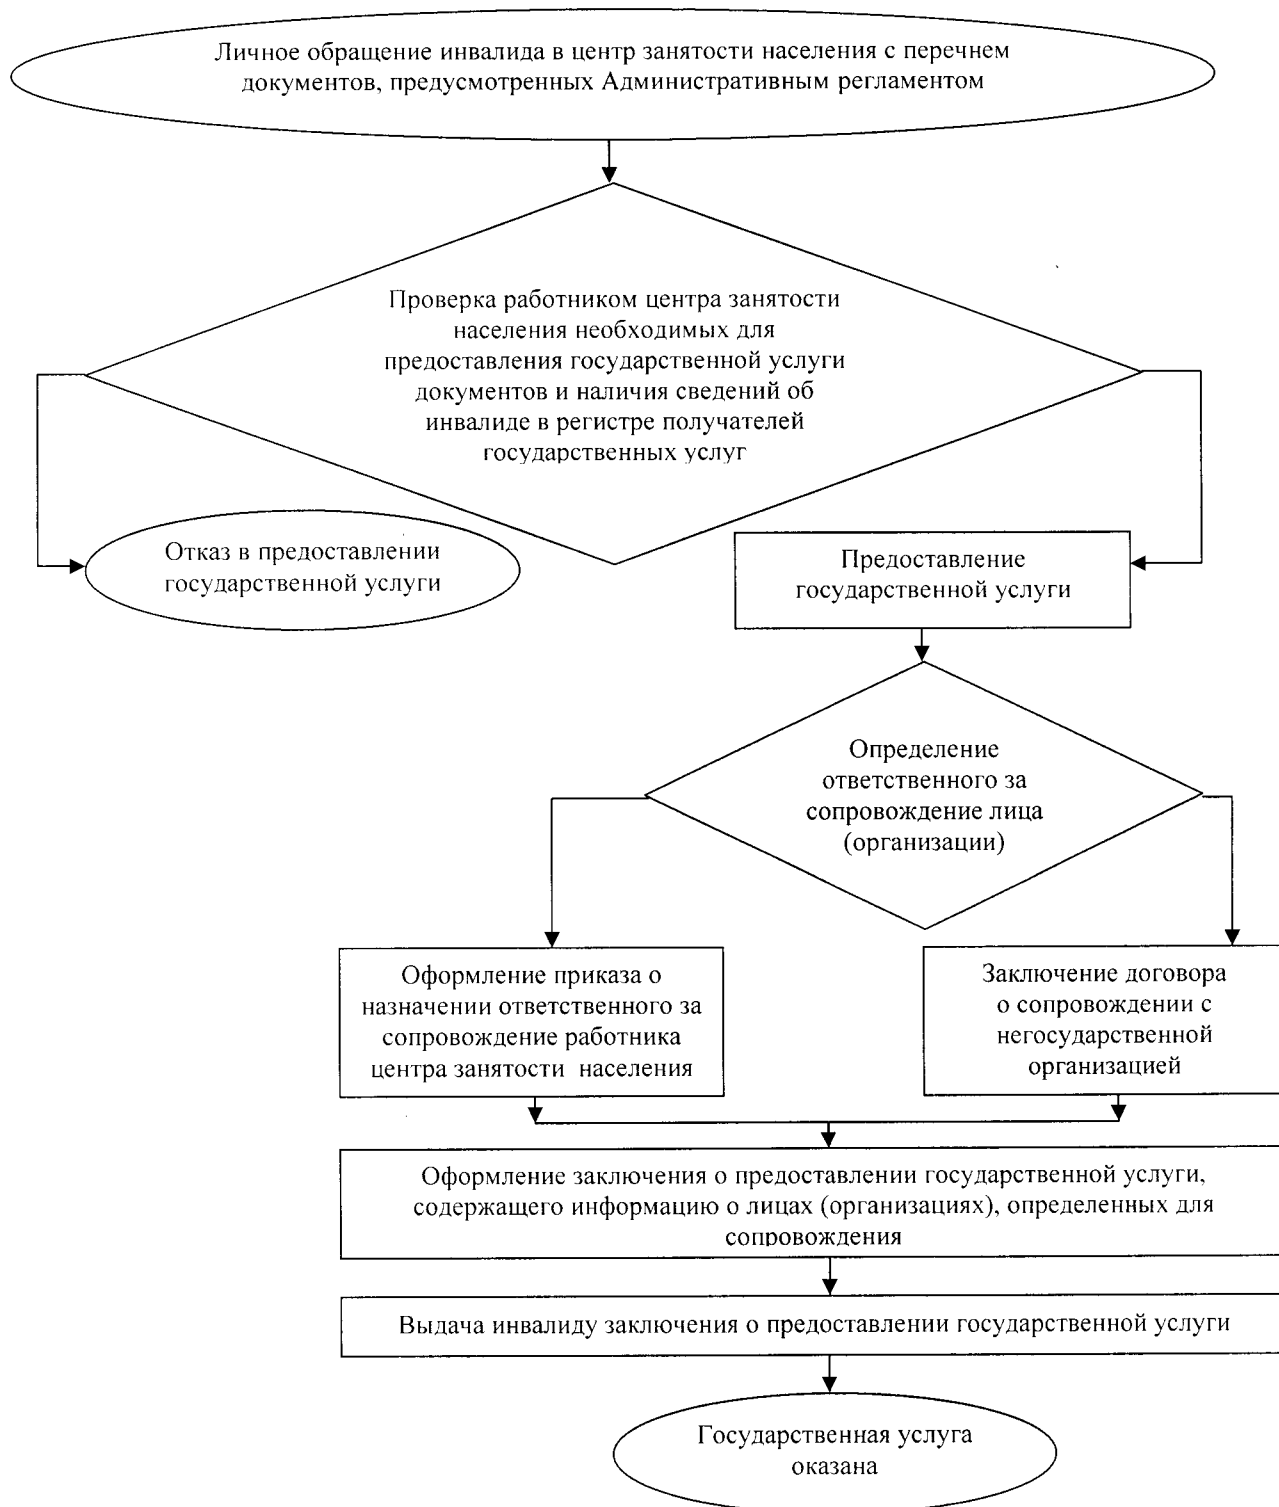 Личное обращение инвалида в центр занятости населения с перечнем
документов, предусмотренных Административным регламентом
Проверка работником центра занятости
населения необходимых для
предоставления государственной услуги
документов и наличия сведений об
инвалиде в регистре получателей
государственных услуг
Отказ в предоставлении
государственной услуги
Предоставление
государственной услуги
Определение
ответственного за
сопровождение лица
(организации)
Оформление приказа о
назначении ответственного за
сопровождение работника
центра занятости населения
Заключение договора
о сопровождении с
негосударственной
организацией
Оформление заключения о предоставлении государственной услуги,
содержащего информацию о лицах (организациях), определенных для
сопровождения
Выдача инвалиду заключения о предоставлении государственной услуги
Государственная услуга
оказана